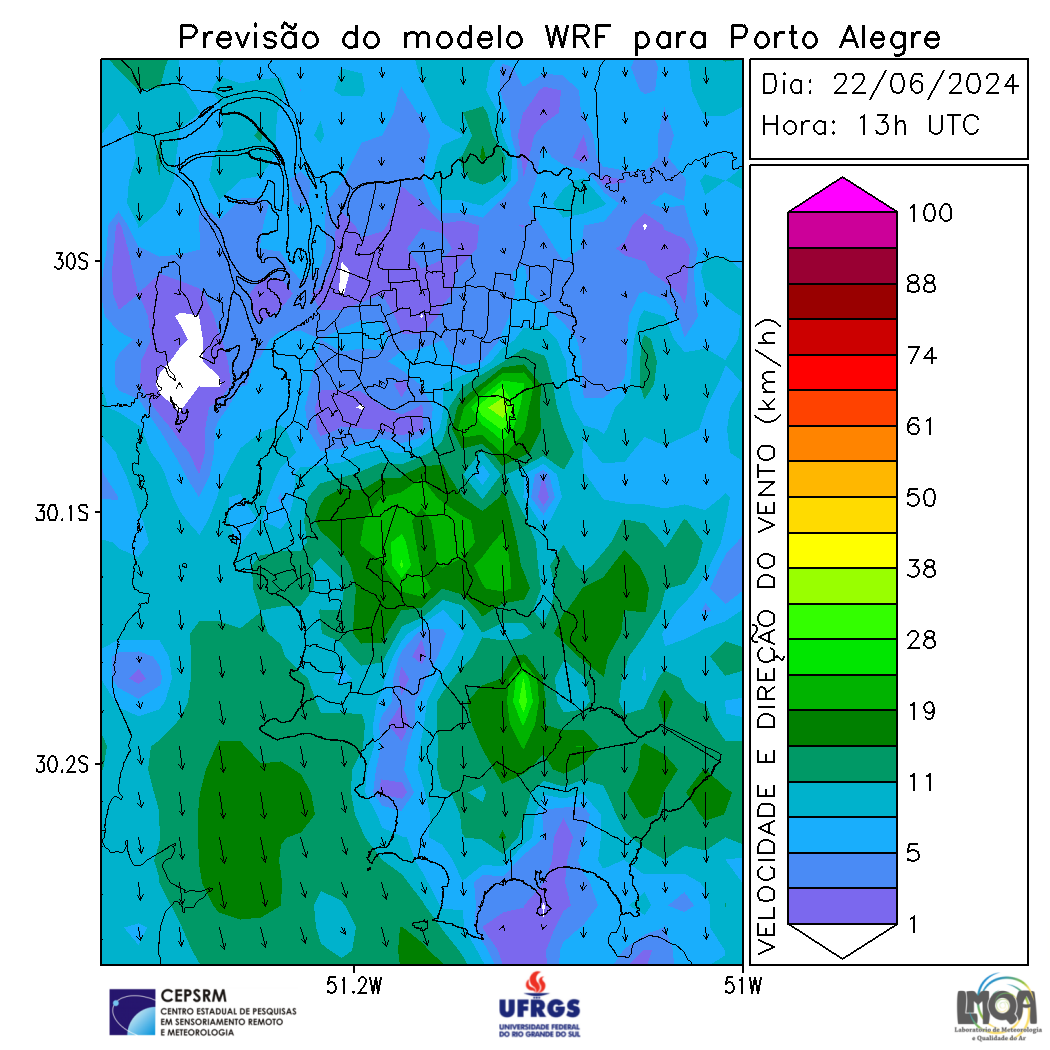 Previsão do modelo WRF para Porto Alegre
Dia: 22/06/2024
Hora: 13h UTC
30S
30.1S
30.2S
51.2W
51W
VELOCIDADE E DIREÇÃO DO VENTO (km/h)
100
88
74
61
50
38
28
19
11
5
1
CEPSRM
CENTRO ESTADUAL DE PESQUISAS
EM SENSORIAMENTO REMOTO
E METEOROLOGIA
UFRGS
UNIVERSIDADE FEDERAL
DO RIO GRANDE DO SUL
LMQA
Laboratório de Meteorologia
e Qualidade do Ar